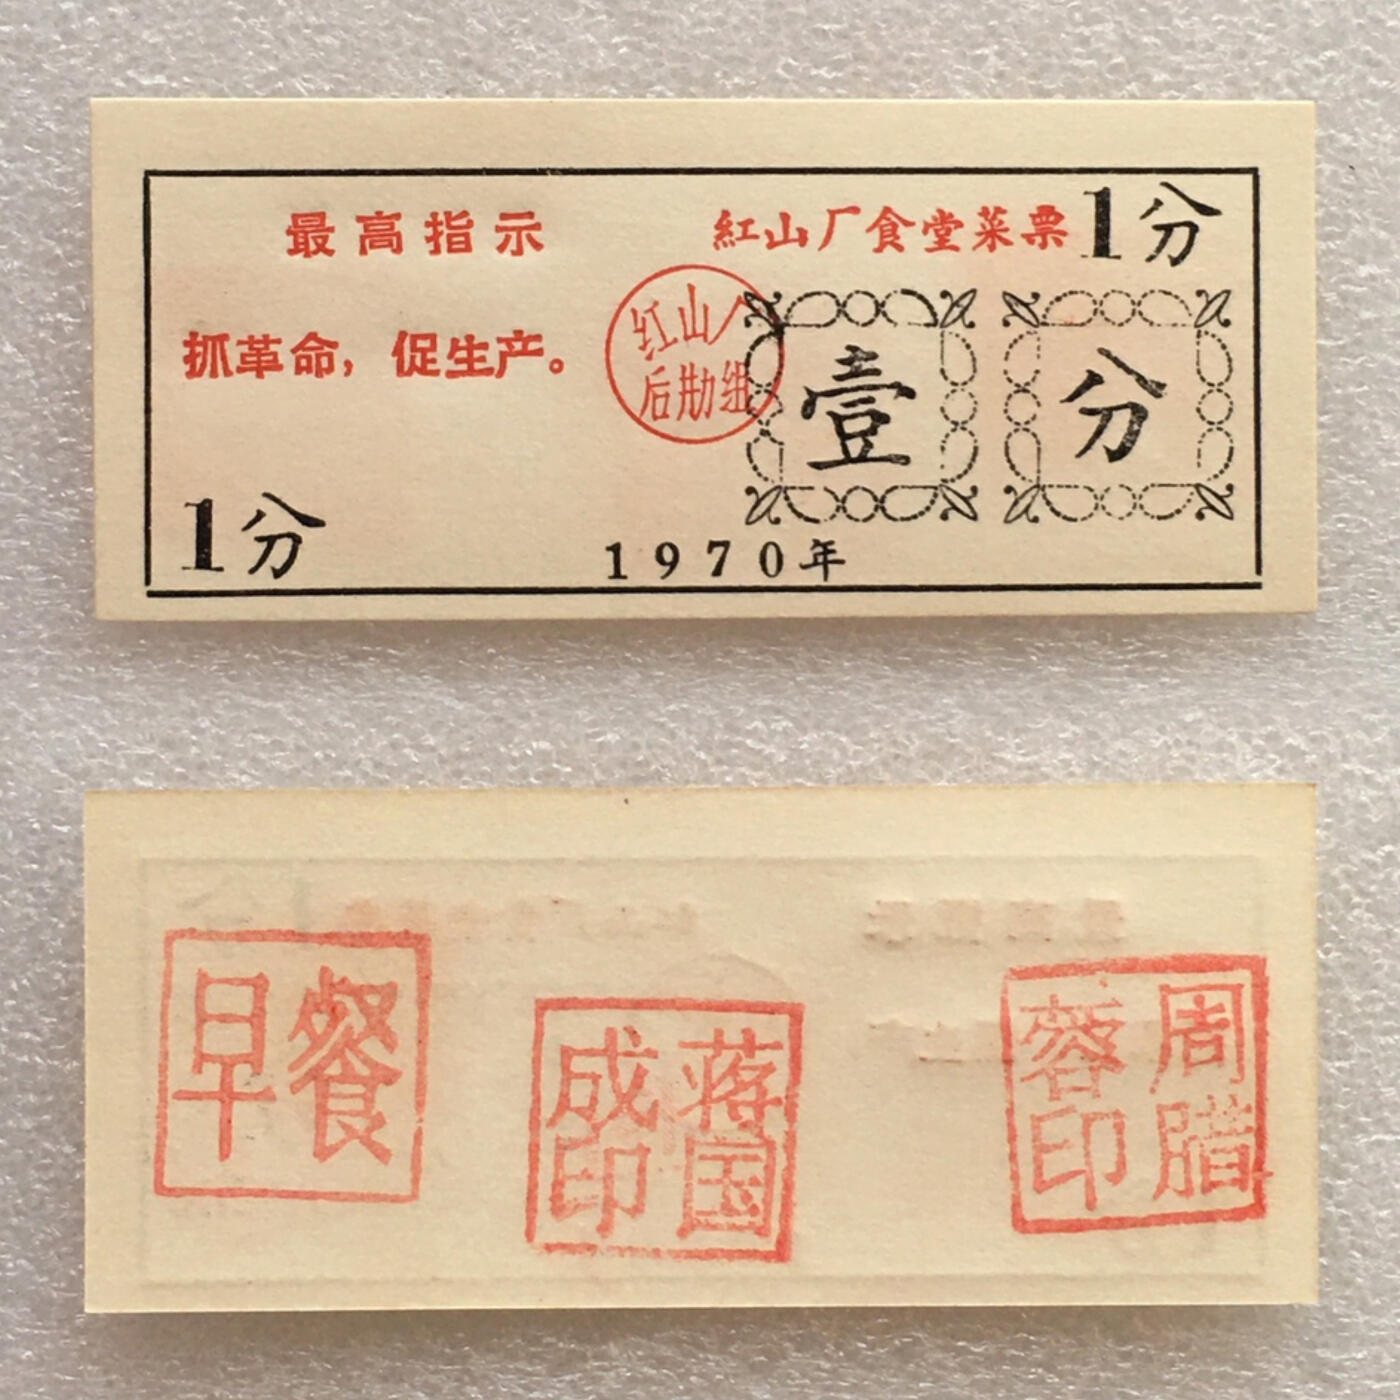 最高指示
紅山厂食堂菜票1分
抓革命，促生产。
红山厂
后勋组
壹
分
1分
1970年
早餐
蒋国
成印
周腊
蓉印